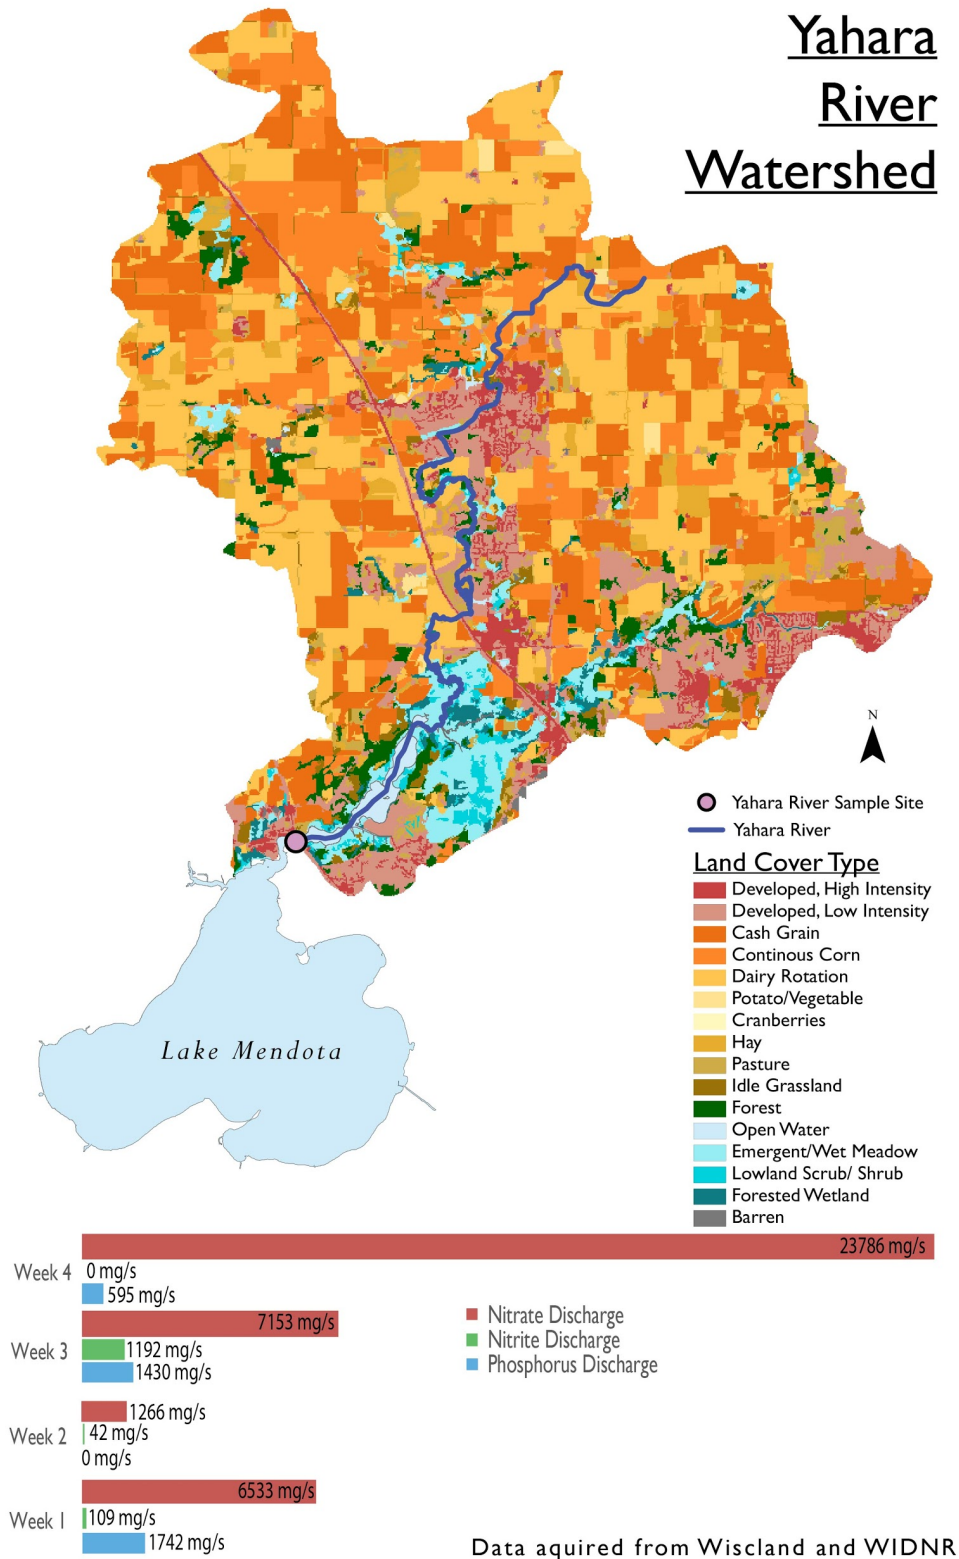 Yahara
River
Watershed
N
Yahara River Sample Site
Yahara River
Land Cover Type
Developed, High Intensity
Developed, Low Intensity
Cash Grain
Continous Corn
Dairy Rotation
Potato/Vegetable
Cranberries
Hay
Pasture
Idle Grassland
Forest
Open Water
Emergent/Wet Meadow
Lowland Scrub/ Shrub
Forested Wetland
Barren
Lake Mendota
23786 mg/s
Week 4
0 mg/s
595 mg/s
7153 mg/s
Week 3
1192 mg/s
1430 mg/s
Nitrate Discharge
Nitrite Discharge
Phosphorus Discharge
1266 mg/s
Week 2
42 mg/s
0 mg/s
6533 mg/s
Week 1
109 mg/s
1742 mg/s
Data aquired from Wiscland and WIDNR